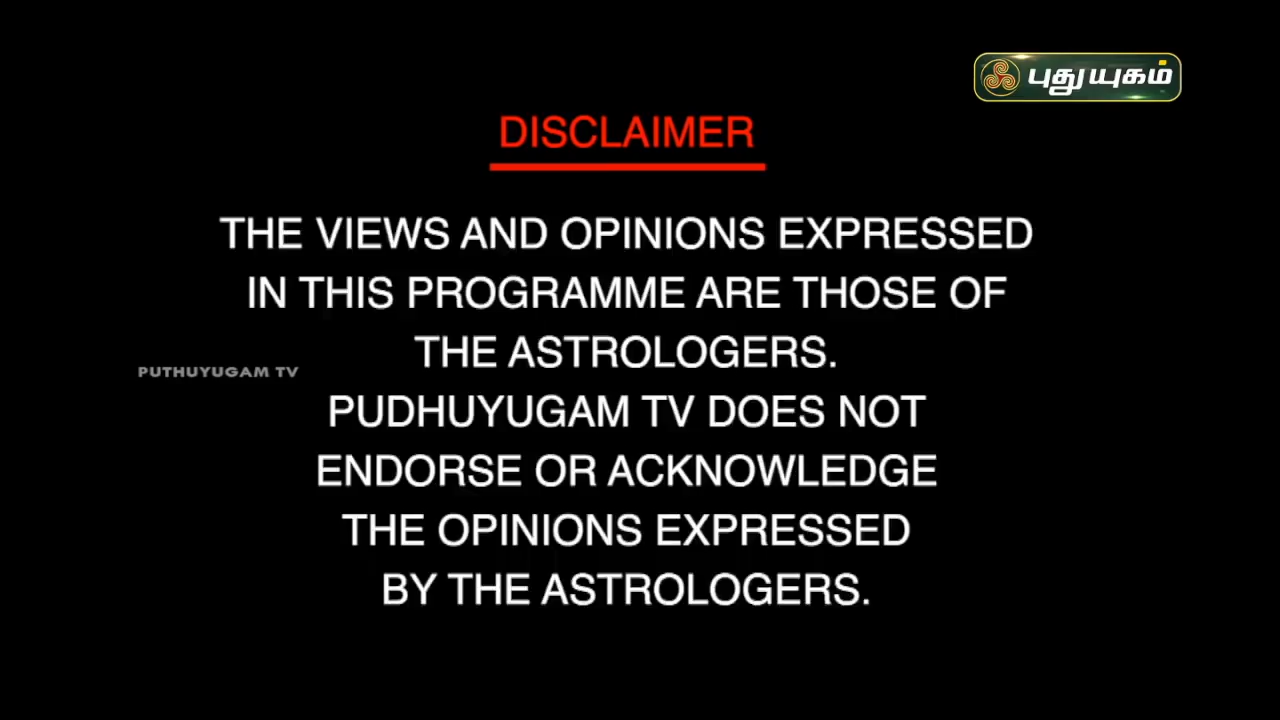 புதுயுகம்
DISCLAIMER
THE VIEWS AND OPINIONS EXPRESSED
IN THIS PROGRAMME ARE THOSE OF
THE ASTROLOGERS.
PUTHUYUGAM TV
PUDHUYUGAM TV DOES NOT
ENDORSE OR ACKNOWLEDGE
THE OPINIONS EXPRESSED
BY THE ASTROLOGERS.